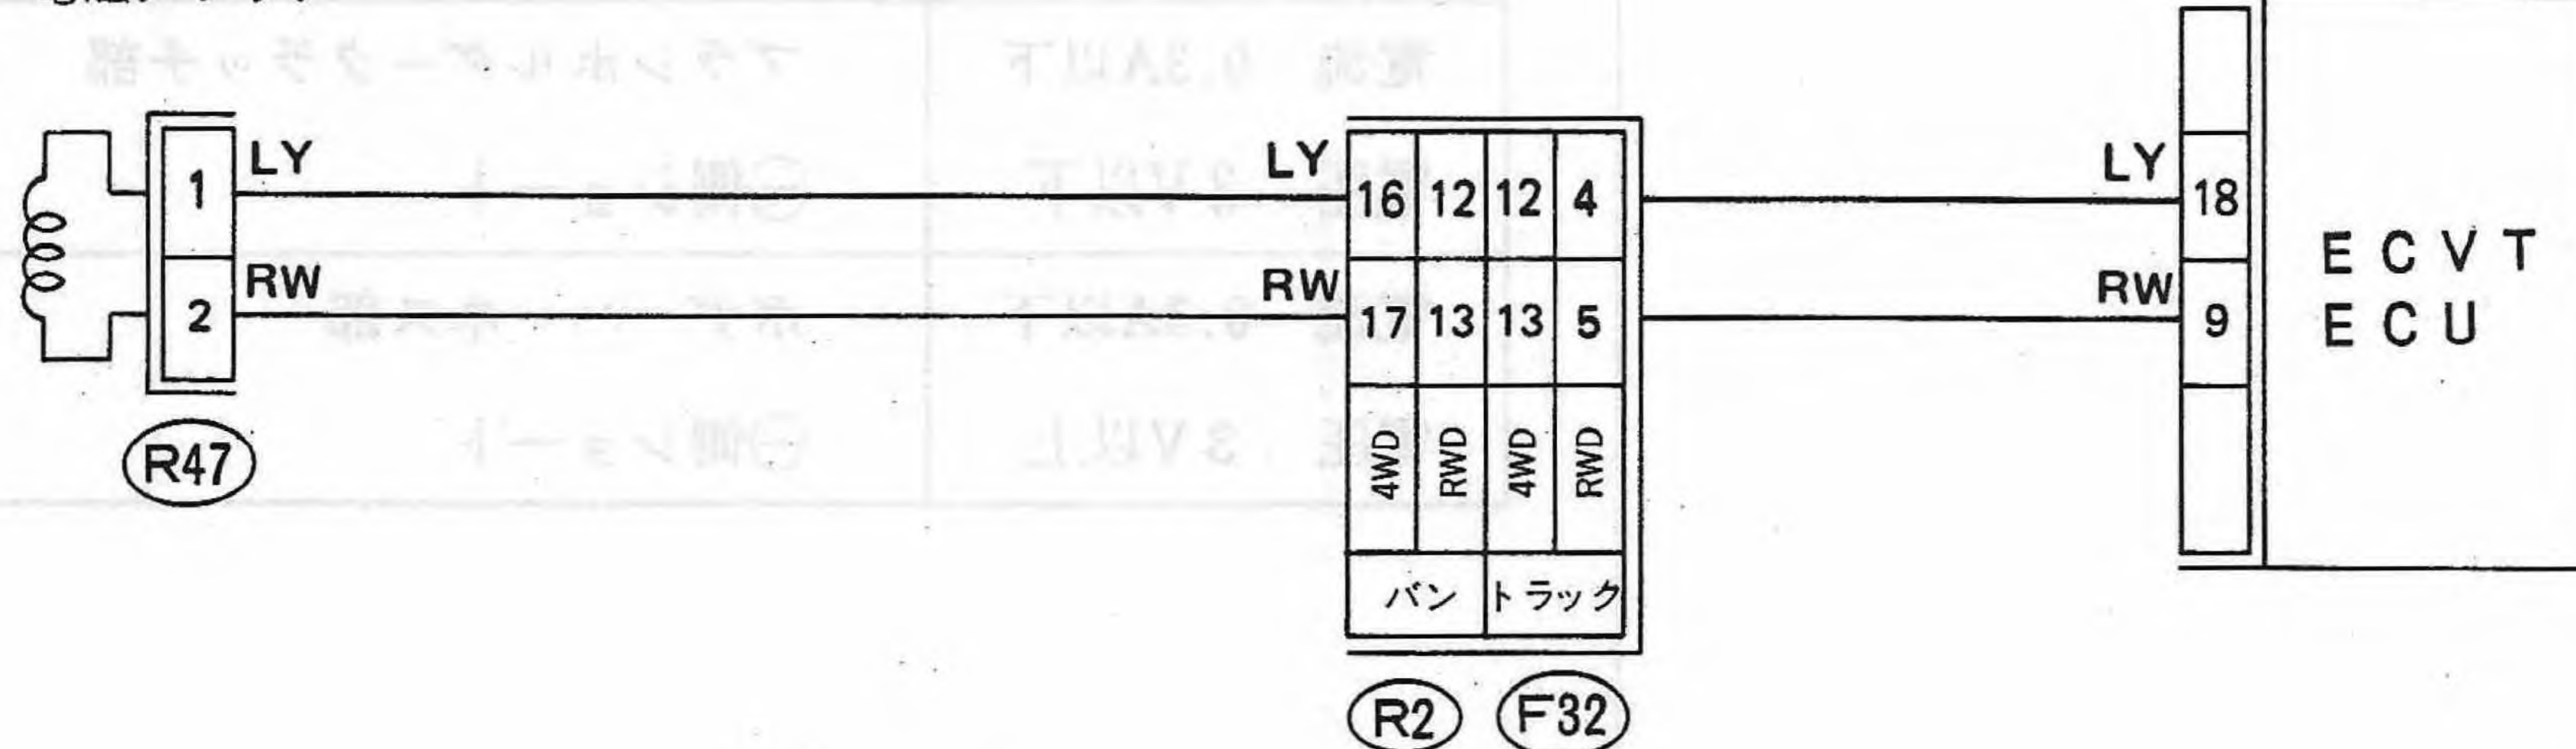 LY
1
RW
2
R47
LY
16 12 12 4
RW
17 13 13 5
4WD RWD 4WD RWD
バン トラック
R2 F32
LY
18
RW
9
ECVT
ECU